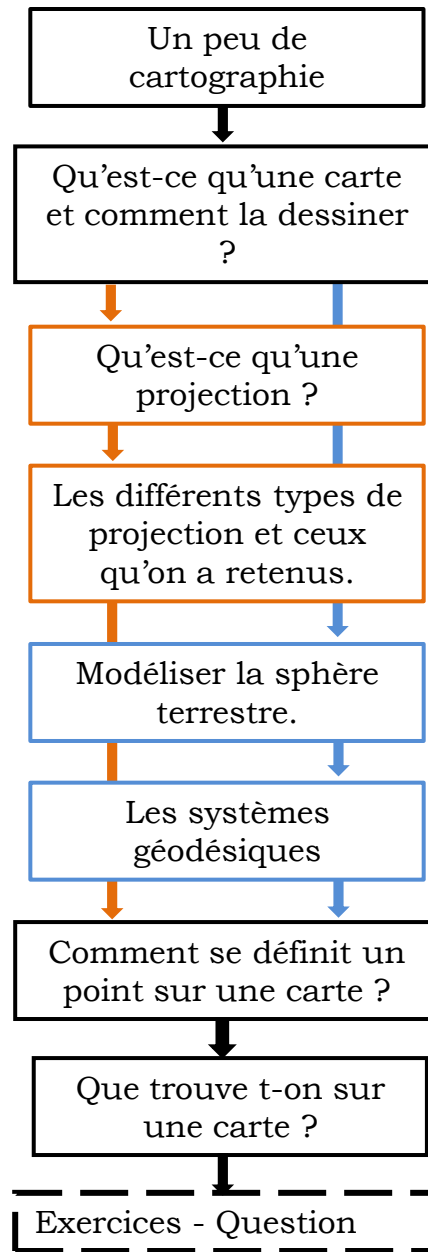 Un peu de
cartographie
Qu’est-ce qu’une carte
et comment la dessiner
?
Qu’est-ce qu’une
projection ?
Les différents types de
projection et ceux
qu’on a retenus.
Modéliser la sphère
terrestre.
Les systèmes
géodésiques
Comment se définit un
point sur une carte ?
Que trouve t-on sur
une carte ?
Exercices - Question